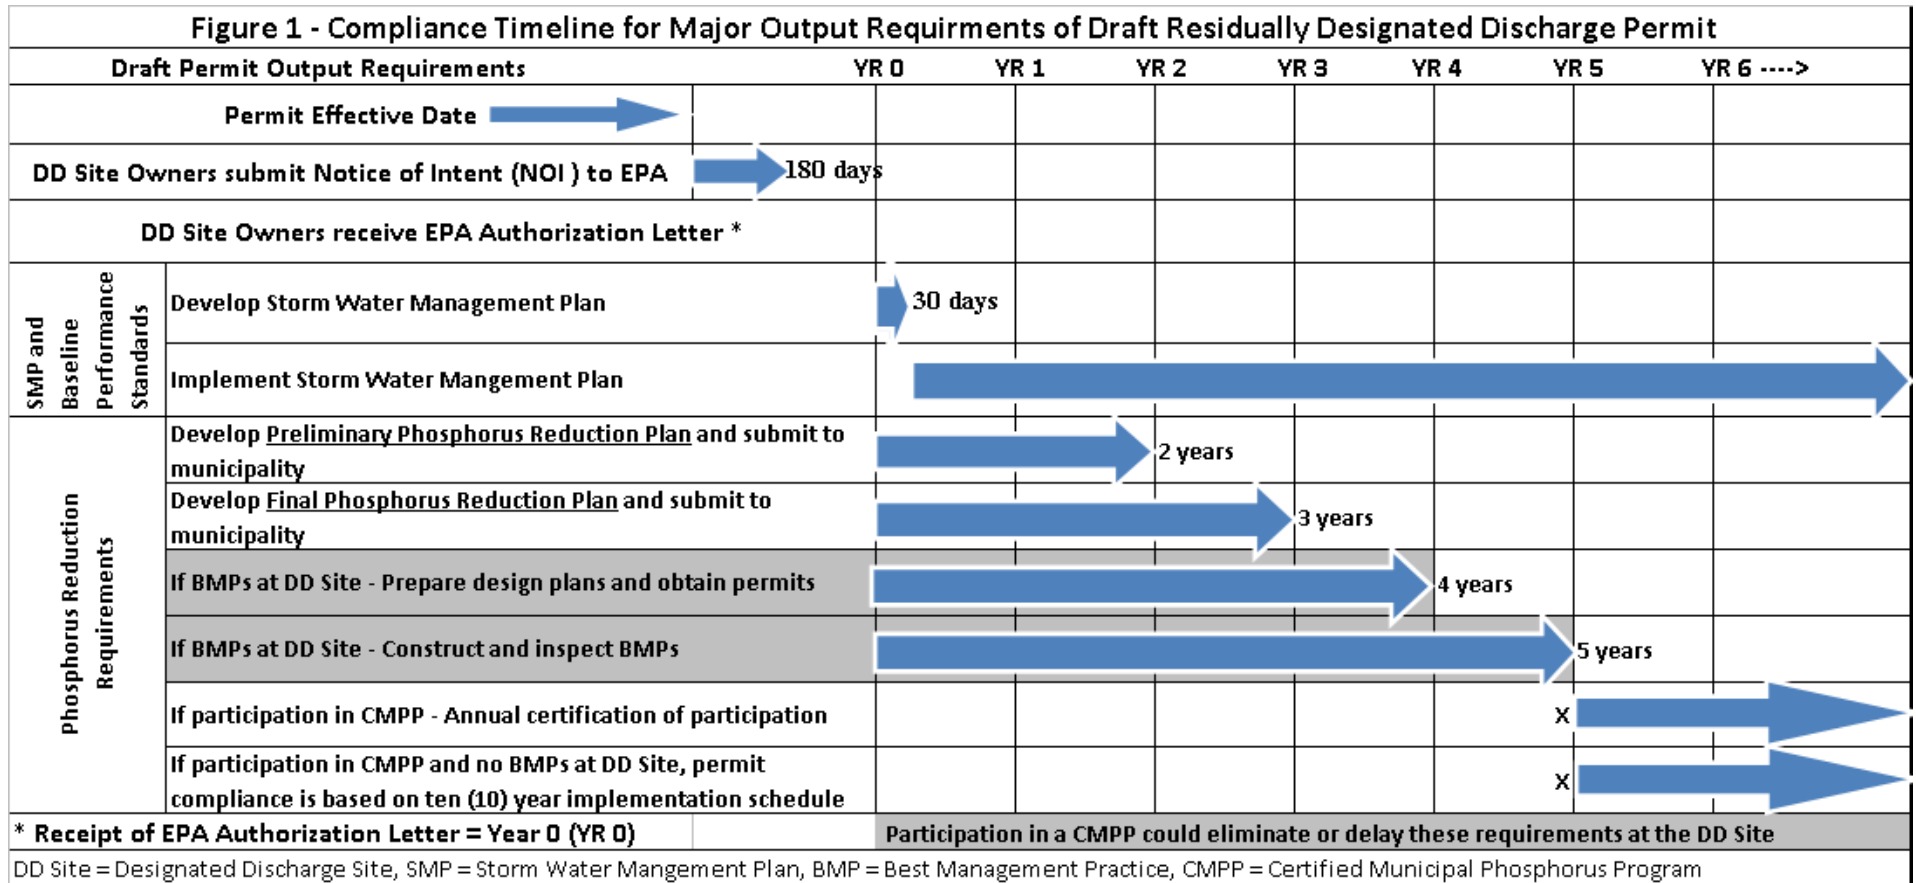 Figure 1 - Compliance Timeline for Major Output Requirments of Draft Residually Designated Discharge Permit
Draft Permit Output Requirements YR 0 YR 1 YR 2 YR 3 YR 4 YR 5 YR 6 ---->
Permit Effective Date
DD Site Owners submit Notice of Intent (NOI ) to EPA 180 days
DD Site Owners receive EPA Authorization Letter *
SMP and
Baseline
Performance
Standards
Develop Storm Water Management Plan 30 days
Implement Storm Water Mangement Plan
Phosphorus Reduction
Requirements
Develop Preliminary Phosphorus Reduction Plan and submit to
municipality
2 years
Develop Final Phosphorus Reduction Plan and submit to
municipality
3 years
If BMPs at DD Site - Prepare design plans and obtain permits 4 years
If BMPs at DD Site - Construct and inspect BMPs 5 years
If participation in CMPP - Annual certification of participation X
If participation in CMPP and no BMPs at DD Site, permit
compliance is based on ten (10) year implementation schedule X
* Receipt of EPA Authorization Letter = Year 0 (YR 0) Participation in a CMPP could eliminate or delay these requirements at the DD Site
DD Site = Designated Discharge Site, SMP = Storm Water Mangement Plan, BMP = Best Management Practice, CMPP = Certified Municipal Phosphorus Program